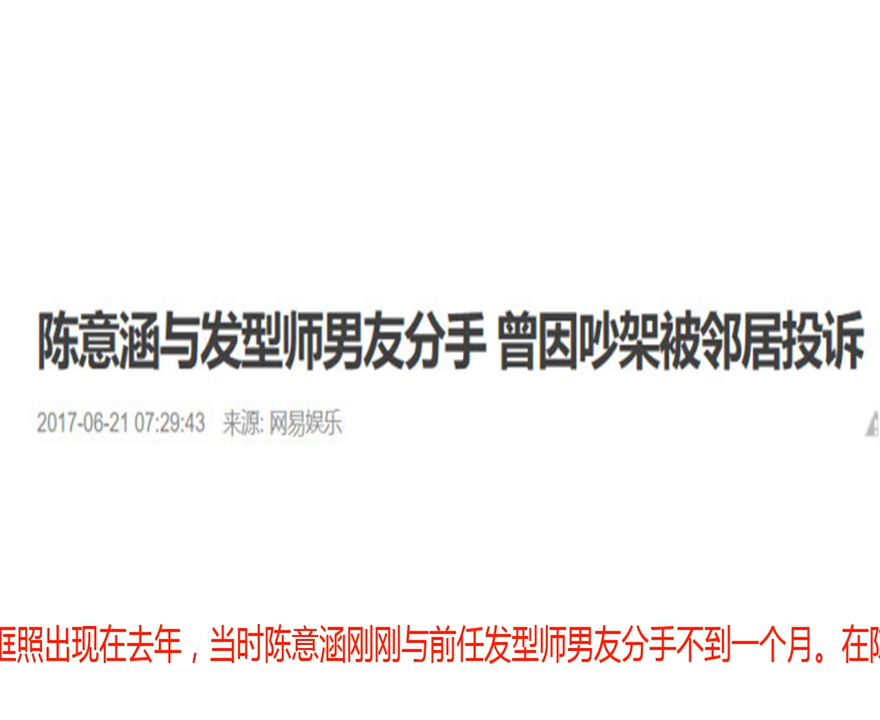 陈意涵与发型师男友分手 曾因吵架被邻居投诉
2017-06-21 07:29:43 来源: 网易娱乐
照出现在去年，当时陈意涵刚刚与前任发型师男友分手不到一个月。在